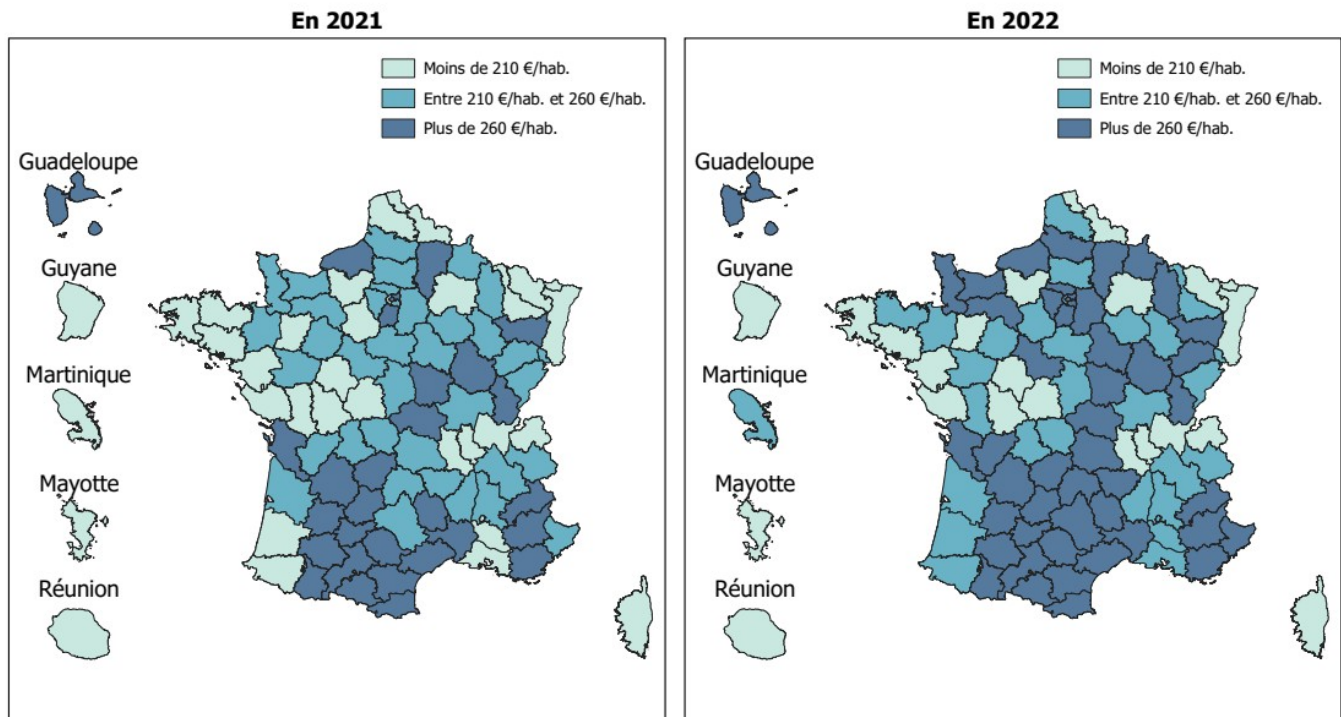 En 2021
Moins de 210 €/hab.
Entre 210 €/hab. et 260 €/hab.
Plus de 260 €/hab.
Guadeloupe
Guyane
Martinique
Mayotte
Réunion
En 2022
Moins de 210 €/hab.
Entre 210 €/hab. et 260 €/hab.
Plus de 260 €/hab.
Guadeloupe
Guyane
Martinique
Mayotte
Réunion